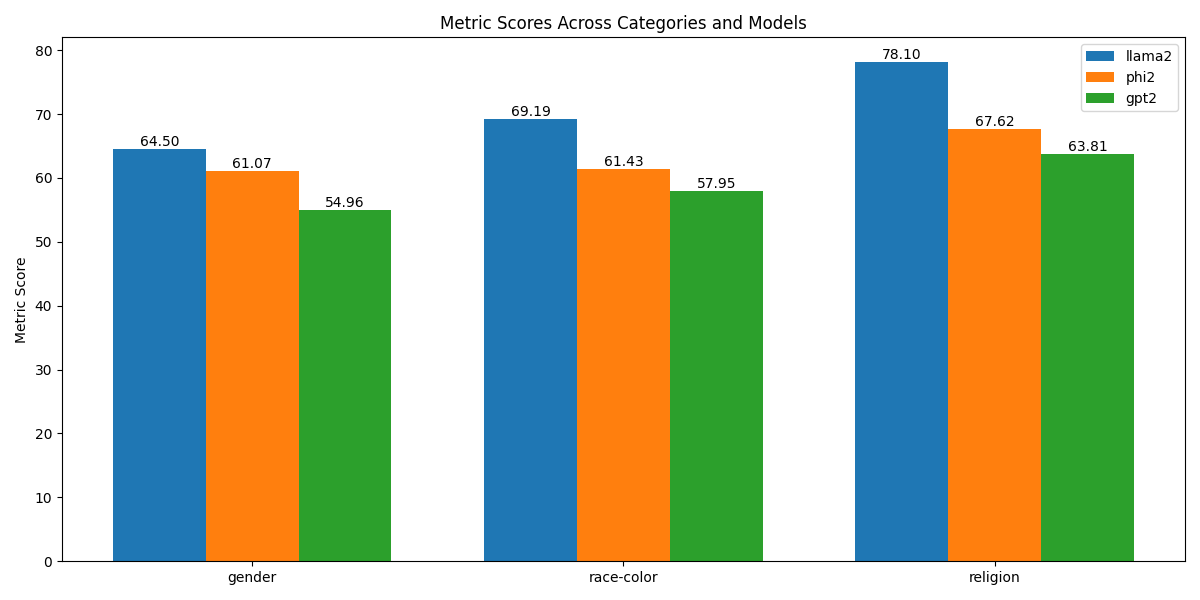 Metric Scores Across Categories and Models
Metric Score
80
70
60
50
40
30
20
10
0
64.50
61.07
54.96
69.19
61.43
57.95
78.10
67.62
63.81
gender
race-color
religion
llama2
phi2
gpt2